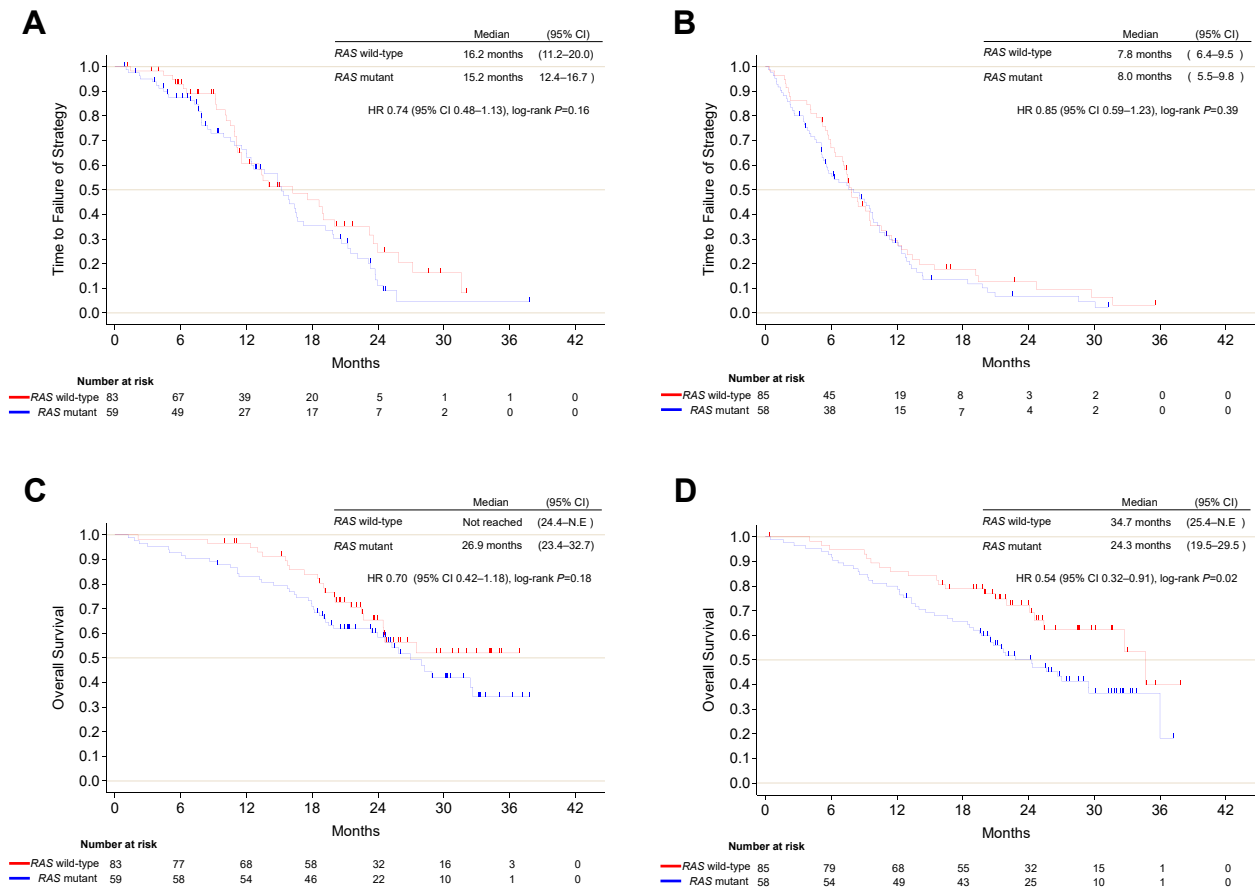 A
Median (95% CI)
RAS wild-type 16.2 months (11.2–20.0)
RAS mutant 15.2 months 12.4–16.7 )
HR 0.74 (95% CI 0.48–1.13), log-rank P=0.16
Time to Failure of Strategy
1.0
0.9
0.8
0.7
0.6
0.5
0.4
0.3
0.2
0.1
0.0
0 6 12 18 24 30 36 42
Months
Number at risk
RAS wild-type 83 67 39 20 5 1 1 0
RAS mutant 59 49 27 17 7 2 0 0
B
Median (95% CI)
RAS wild-type 7.8 months ( 6.4–9.5 )
RAS mutant 8.0 months ( 5.5–9.8 )
HR 0.85 (95% CI 0.59–1.23), log-rank P=0.39
Time to Failure of Strategy
1.0
0.9
0.8
0.7
0.6
0.5
0.4
0.3
0.2
0.1
0.0
0 6 12 18 24 30 36 42
Months
Number at risk
RAS wild-type 85 45 19 8 3 2 0 0
RAS mutant 58 38 15 7 4 2 0 0
C
Median (95% CI)
RAS wild-type Not reached (24.4–N.E )
RAS mutant 26.9 months (23.4–32.7)
HR 0.70 (95% CI 0.42–1.18), log-rank P=0.18
Overall Survival
1.0
0.9
0.8
0.7
0.6
0.5
0.4
0.3
0.2
0.1
0.0
0 6 12 18 24 30 36 42
Months
Number at risk
RAS wild-type 83 77 68 58 32 16 3 0
RAS mutant 59 58 54 46 22 10 1 0
D
Median (95% CI)
RAS wild-type 34.7 months (25.4–N.E )
RAS mutant 24.3 months (19.5–29.5 )
HR 0.54 (95% CI 0.32–0.91), log-rank P=0.02
Overall Survival
1.0
0.9
0.8
0.7
0.6
0.5
0.4
0.3
0.2
0.1
0.0
0 6 12 18 24 30 36 42
Months
Number at risk
RAS wild-type 85 79 68 55 32 15 1 0
RAS mutant 58 54 49 43 25 10 1 0